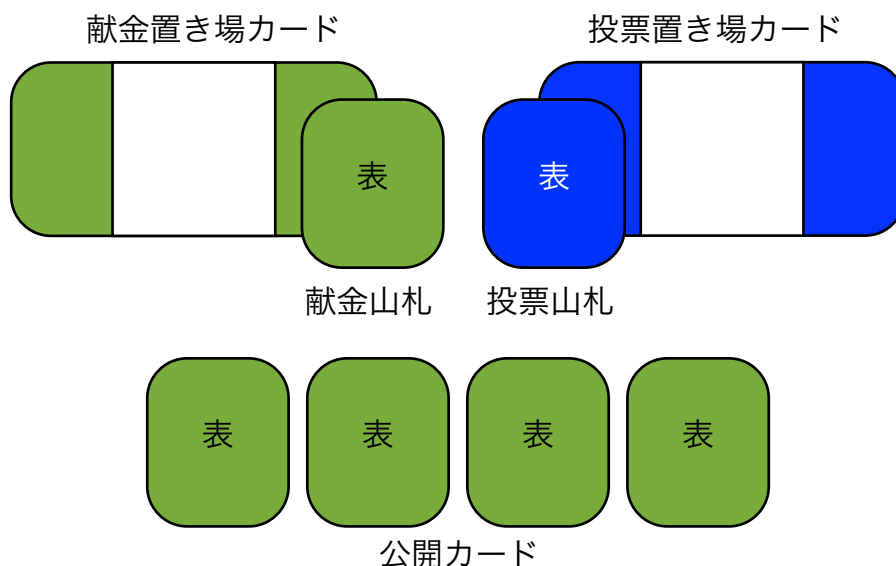 献金置き場カード
投票置き場カード
表
表
献金山札
投票山札
表
表
表
表
公開カード